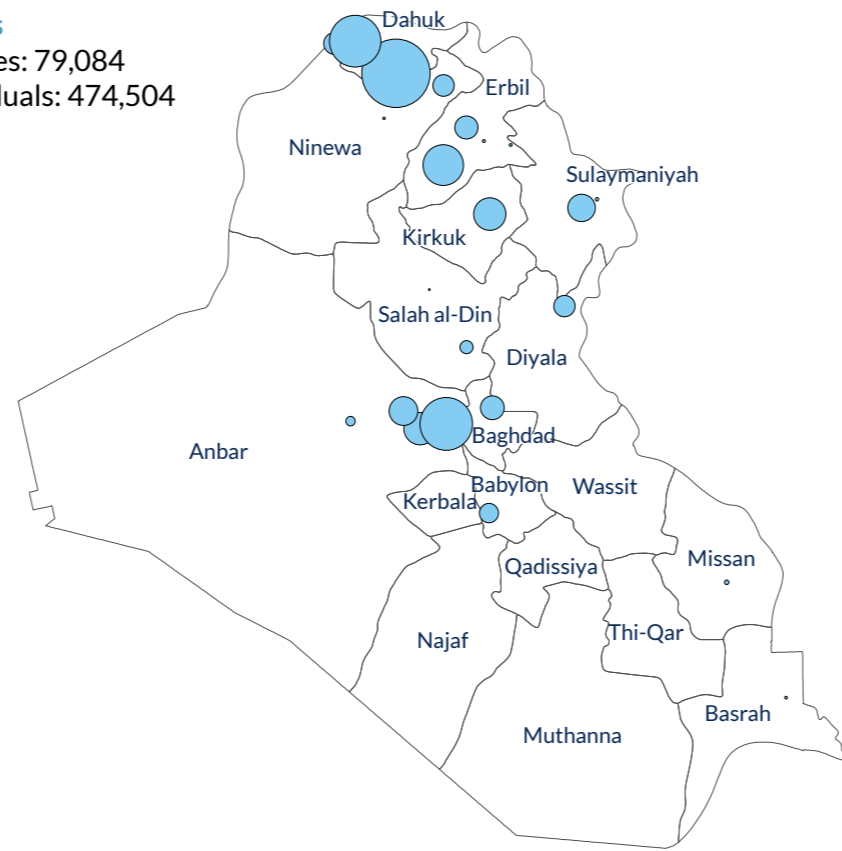 s
es: 79,084
duals: 474,504
Dahuk
Erbil
Ninewa
Sulaymaniyah
Kirkuk
Salah al-Din
Diyala
Anbar
Baghdad
Babylon
Wassit
Kerbala
Missan
Qadissiya
Najaf
Thi-Qar
Basrah
Muthanna